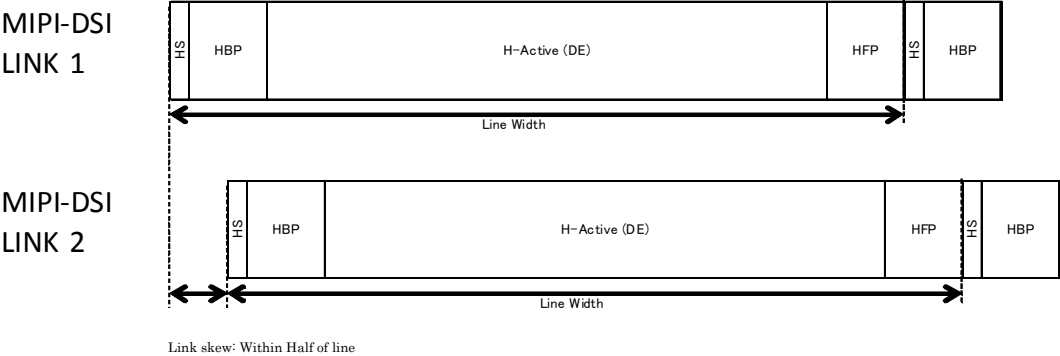 MIPI-DSI
LINK 1
HS
HBP
H-Active (DE)
HFP
HS
HBP
Line Width
MIPI-DSI
LINK 2
HS
HBP
H-Active (DE)
HFP
HS
HBP
Line Width
Link skew: Within Half of line